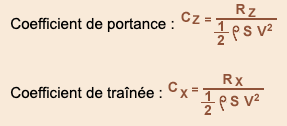 Coefficient de portance : Cz = Rz / ½ ρ S V²
Coefficient de traînée : Cx = Rx / ½ ρ S V²